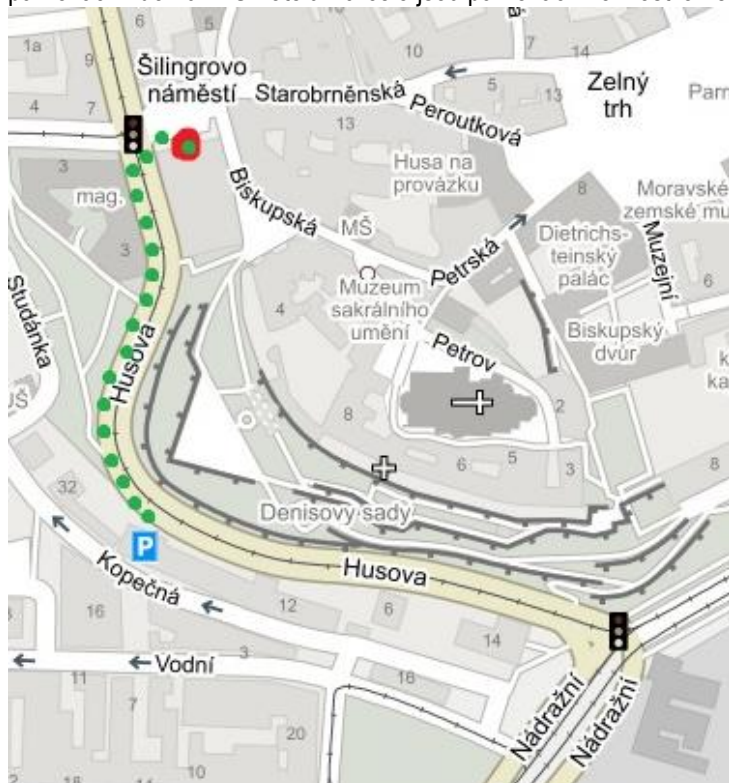 1a
6
9
10
7
14
Šilingrovo
náměstí
Starobrněnská
Zelný
trh
4
7
5
13
Peroutková
13
3
Husa na
provázku
8
mag.
Biskupská
MŠ
Moravské
Petrská
3
Dietrichs-
teinský
palác
Muzejní
Studánka
4
Muzeum
sakrálního
umění
6
Biskupský
dvůr
Husova
Petrov
8
2
6
5
3
8
32
Denisovy sady
P
Husova
Kopečná
16
12
6
14
Vodní
3
11
16
7
Nádražní
Nádražní
20
10